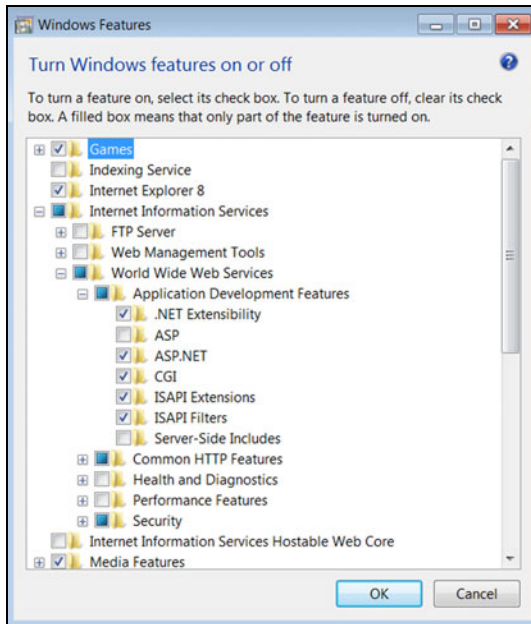 Windows Features
Turn Windows features on or off
To turn a feature on, select its check box. To turn a feature off, clear its check
box. A filled box means that only part of the feature is turned on.
Games
Indexing Service
Internet Explorer 8
Internet Information Services
FTP Server
Web Management Tools
World Wide Web Services
Application Development Features
.NET Extensibility
ASP
ASP.NET
CGI
ISAPI Extensions
ISAPI Filters
Server-Side Includes
Common HTTP Features
Health and Diagnostics
Performance Features
Security
Internet Information Services Hostable Web Core
Media Features
OK
Cancel